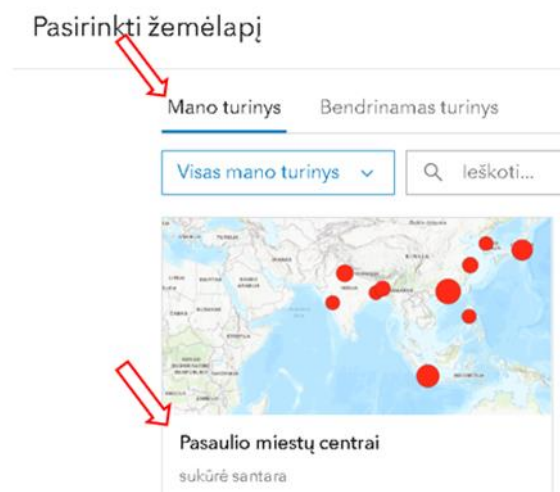 Pasirinkti žemėlapį
Mano turinys Bendrinamas turinys
Visas mano turinys Ieškoti...
Pasaulio miestų centrai
sukūrė santara